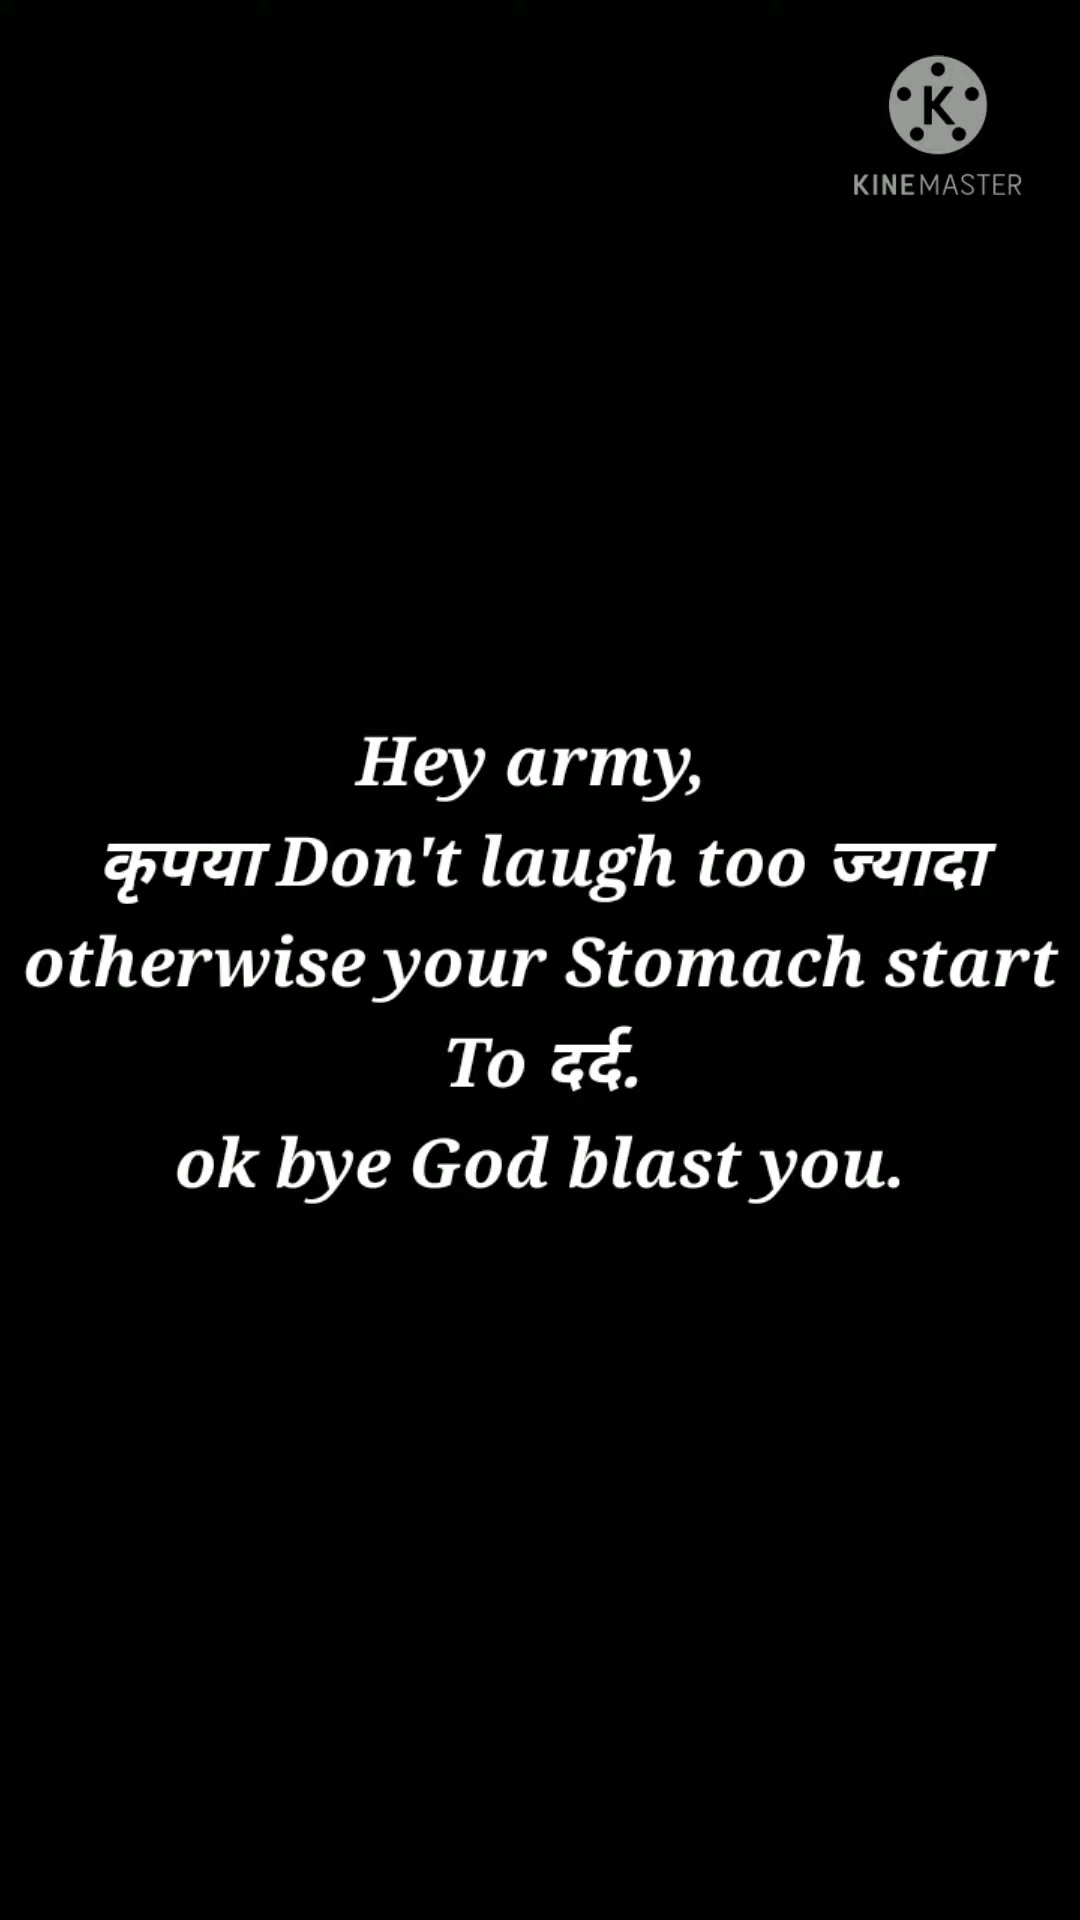 K
KINEMASTER
Hey army,
कृपया Don't laugh too ज्यादा
otherwise your Stomach start
To दर्द.
ok bye God blast you.